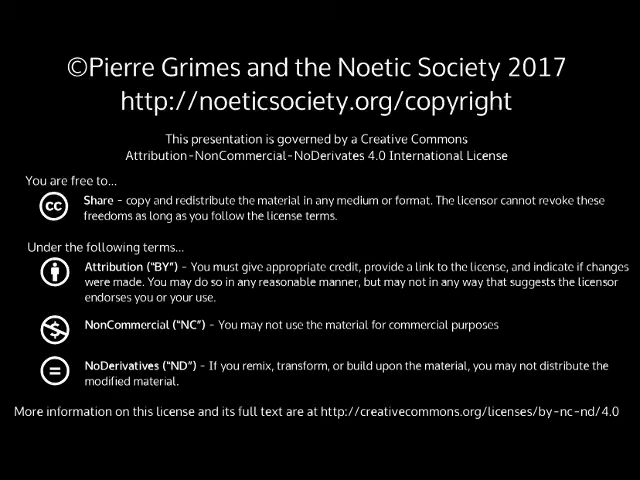 ©Pierre Grimes and the Noetic Society 2017
http://noeticsociety.org/copyright
This presentation is governed by a Creative Commons
Attribution-NonCommercial-NoDerivates 4.0 International License
You are free to...
cc
Share - copy and redistribute the material in any medium or format. The licensor cannot revoke these
freedoms as long as you follow the license terms.
Under the following terms...
Attribution ("BY") - You must give appropriate credit, provide a link to the license, and indicate if changes
were made. You may do so in any reasonable manner, but may not in any way that suggests the licensor
endorses you or your use.
NonCommercial ("NC") - You may not use the material for commercial purposes
NoDerivatives ("ND") - If you remix, transform, or build upon the material, you may not distribute the
modified material.
More information on this license and its full text are at http://creativecommons.org/licenses/by-nc-nd/4.0